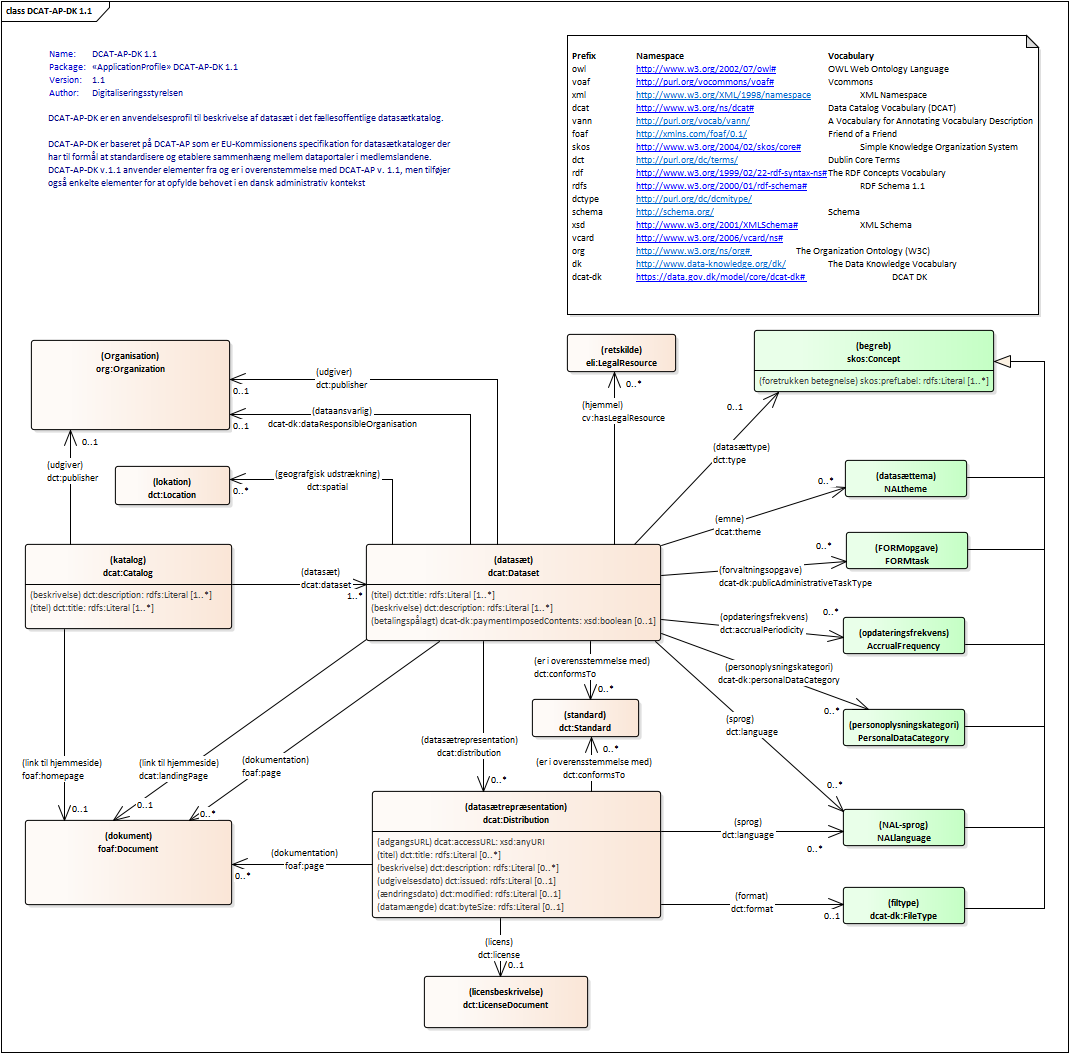 class DCAT-AP-DK 1.1
Name: DCAT-AP-DK 1.1
Package: «ApplicationProfile» DCAT-AP-DK 1.1
Version: 1.1
Author: Digitaliseringsstyrelsen
DCAT-AP-DK er en anvendelsesprofil til beskrivelse af datasæt i det fællesoffentlige datasætkatalog.
DCAT-AP-DK er baseret på DCAT-AP som er EU-Kommissionens specifikation for datasætkataloger der
har til formål at standardisere og etablere sammenhæng mellem dataportaler i medlemslandene.
DCAT-AP-DK v.1.1 anvender elementer fra og er i overenstemmelse med DCAT-AP v. 1.1, men tilføjer
også enkelte elementer for at opfylde behovet i en dansk administrativ kontekst
Prefix Namespace Vocabulary
owl http://www.w3.org/2002/07/owl# OWL Web Ontology Language
voaf http://purl.org/vocommons/voaf# Vcommons
xml http://www.w3.org/XML/1998/namespace XML Namespace
dcat http://www.w3.org/ns/dcat# Data Catalog Vocabulary (DCAT)
vann http://purl.org/vocab/vann/ A Vocabulary for Annotating Vocabulary Description
foaf http://xmlns.com/foaf/0.1/ Friend of a Friend
skos http://www.w3.org/2004/02/skos/core# Simple Knowledge Organization System
dct http://purl.org/dc/terms/ Dublin Core Terms
rdf http://www.w3.org/1999/02/22-rdf-syntax-ns# The RDF Concepts Vocabulary
rdfs http://www.w3.org/2000/01/rdf-schema# RDF Schema 1.1
dctype http://purl.org/dc/dcmitype/
schema http://schema.org/ Schema
xsd http://www.w3.org/2001/XMLSchema# XML Schema
vcard http://www.w3.org/2006/vcard/ns#
org http://www.w3.org/ns/org# The Organization Ontology (W3C)
dk http://www.data-knowledge.org/dk/ The Data Knowledge Vocabulary
dcat-dk https://data.gov.dk/model/core/dcat-dk# DCAT DK
(Organisation)
org:Organization
(udgiver)
dct:publisher
0..1
(dataansvarlig)
dcat-dk:dataResponsibleOrganisation
0..1
(retskilde)
eli:LegalResource
0..*
(hjemmel)
cv:hasLegalResource
(begreb)
skos:Concept
(foretrukken betegnelse) skos:prefLabel: rdfs:Literal [1..*]
0..1
(datasættype)
dct:type
0..1
(udgiver)
dct:publisher
(lokation)
dct:Location
(geografgisk udstrækning)
dct:spatial
0..*
(datasættema)
NALtheme
0..*
(emne)
dcat:theme
(katalog)
dcat:Catalog
(beskrivelse) dct:description: rdfs:Literal [1..*]
(titel) dct:title: rdfs:Literal [1..*]
(datasæt)
dcat:dataset
1..*
(datasæt)
dcat:Dataset
(titel) dct:title: rdfs:Literal [1..*]
(beskrivelse) dct:description: rdfs:Literal [1..*]
(betalingspålagt) dcat-dk:paymentImposedContents: xsd:boolean [0..1]
(FORMopgave)
FORMtask
0..*
(forvaltningsopgave)
dcat-dk:publicAdministrativeTaskType
(opdateringsfrekvens)
dct:accrualPeriodicity
0..*
(opdateringsfrekvens)
AccrualFrequency
(personoplysningskategori)
dcat-dk:personalDataCategory
0..*
(personoplysningskategori)
PersonalDataCategory
(er i overensstemmelse med)
dct:conformsTo
0..*
(standard)
dct:Standard
0..*
(er i overensstemmelse med)
dct:conformsTo
(sprog)
dct:language
0..*
(datasætrepresentation)
dcat:distribution
0..*
(link til hjemmeside)
foaf:homepage
0..1
(link til hjemmeside)
dcat:landingPage
0..1
(dokumentation)
foaf:page
0..*
(dokument)
foaf:Document
(dokumentation)
foaf:page
0..*
(datasætrepræsentation)
dcat:Distribution
(adgangsURL) dcat:accessURL: xsd:anyURI
(titel) dct:title: rdfs:Literal [0..*]
(beskrivelse) dct:description: rdfs:Literal [0..*]
(udgivelsesdato) dct:issued: rdfs:Literal [0..1]
(ændringsdato) dct:modified: rdfs:Literal [0..1]
(datamængde) dcat:byteSize: rdfs:Literal [0..1]
(sprog)
dct:language
0..*
(NAL-sprog)
NALlanguage
(format)
dct:format
0..1
(filtype)
dcat-dk:FileType
(licens)
dct:license
0..1
(licensbeskrivelse)
dct:LicenseDocument